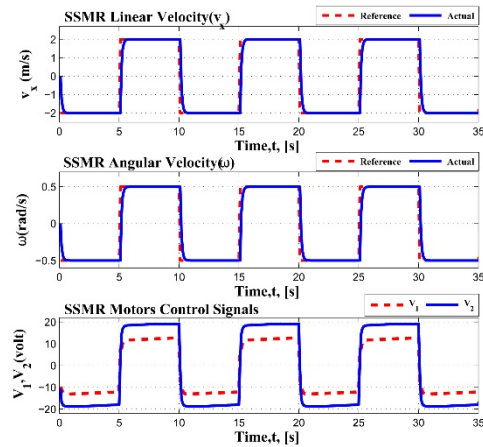 SSMR Linear Velocity(v_x)
Reference Actual
v_x (m/s)
2
1
0
−1
−2
0 5 10 15 20 25 30 35
Time,t, [s]
SSMR Angular Velocity(ω)
Reference Actual
ω(rad/s)
0.5
0
−0.5
0 5 10 15 20 25 30 35
Time,t, [s]
SSMR Motors Control Signals
V_1 V_2
V_1,V_2(volt)
20
10
0
−10
−20
0 5 10 15 20 25 30 35
Time,t, [s]